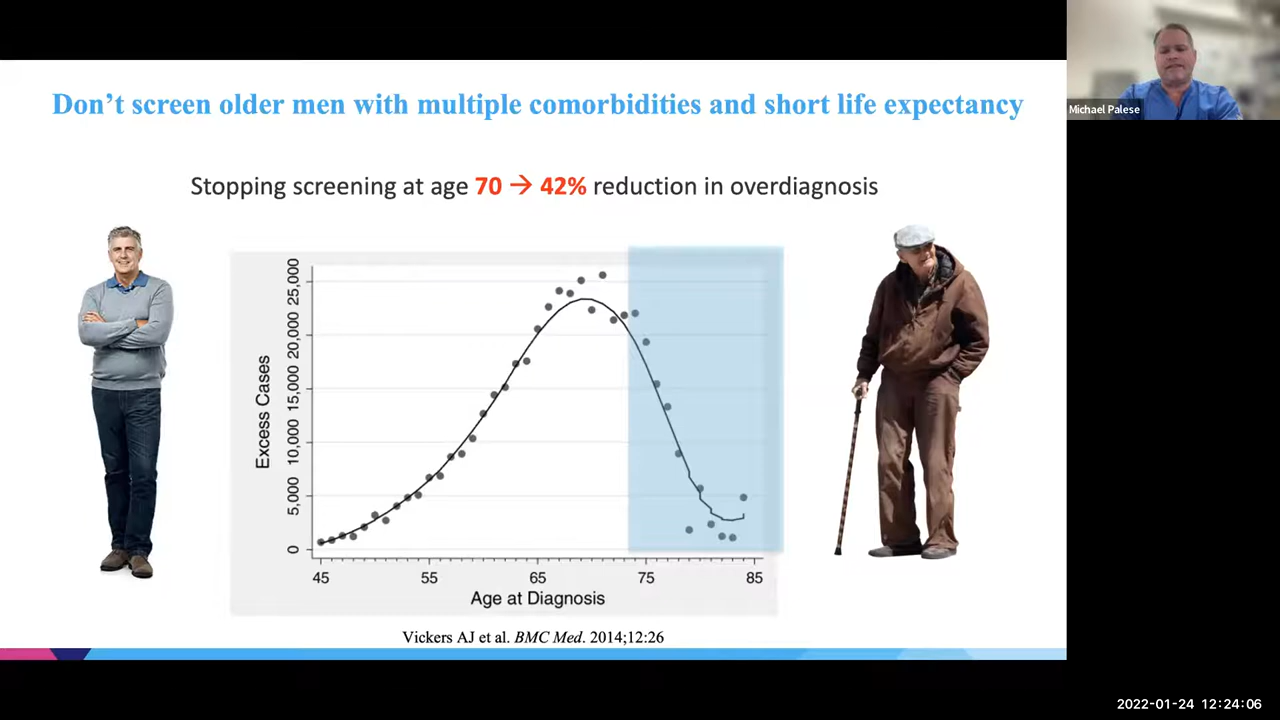 Don't screen older men with multiple comorbidities and short life expectancy
Michael Palese
Stopping screening at age 70 → 42% reduction in overdiagnosis
Excess Cases
25,000
20,000
15,000
10,000
5,000
0
45 55 65 75 85
Age at Diagnosis
Vickers AJ et al. BMC Med. 2014;12:26
2022-01-24 12:24:06